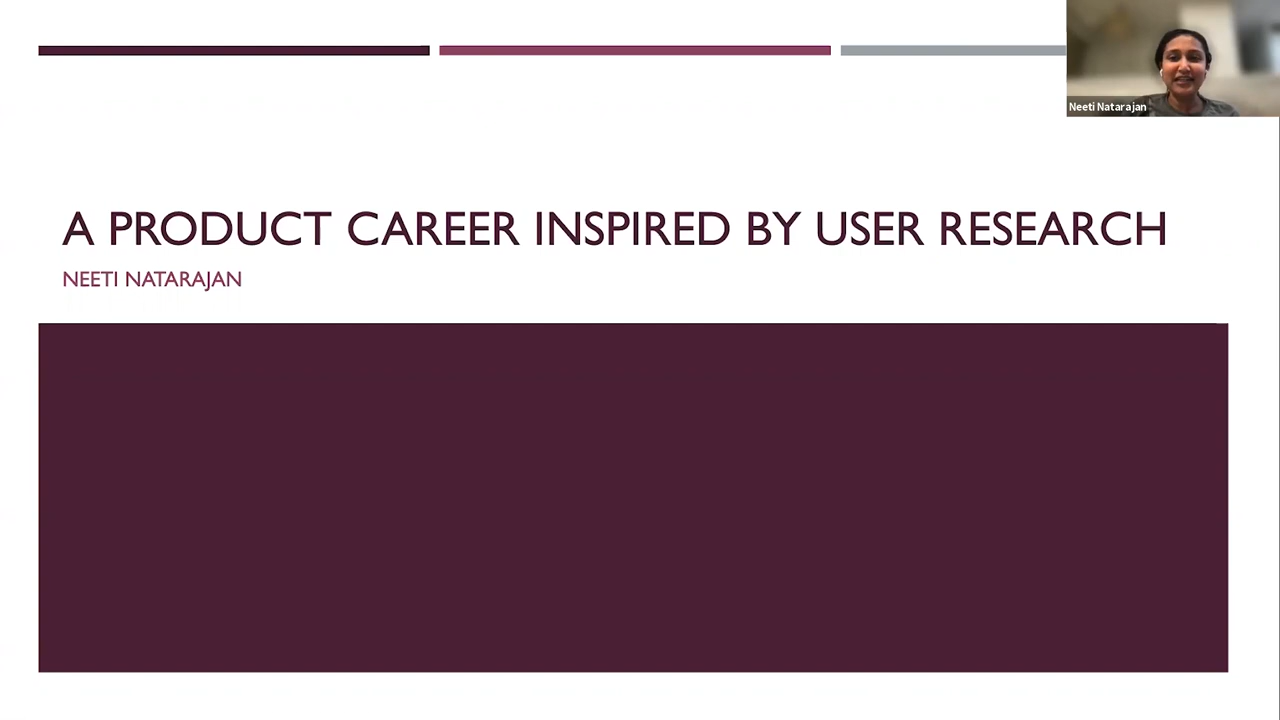 Neeti Natarajan
A PRODUCT CAREER INSPIRED BY USER RESEARCH
NEETI NATARAJAN